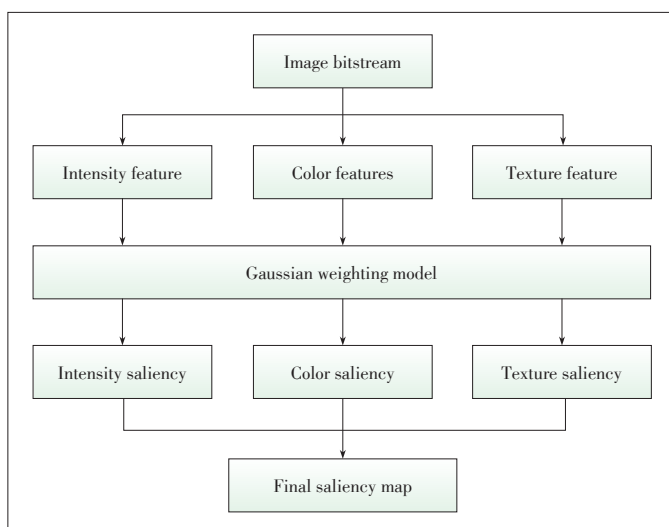 Image bitstream
Intensity feature
Color features
Texture feature
Gaussian weighting model
Intensity saliency
Color saliency
Texture saliency
Final saliency map